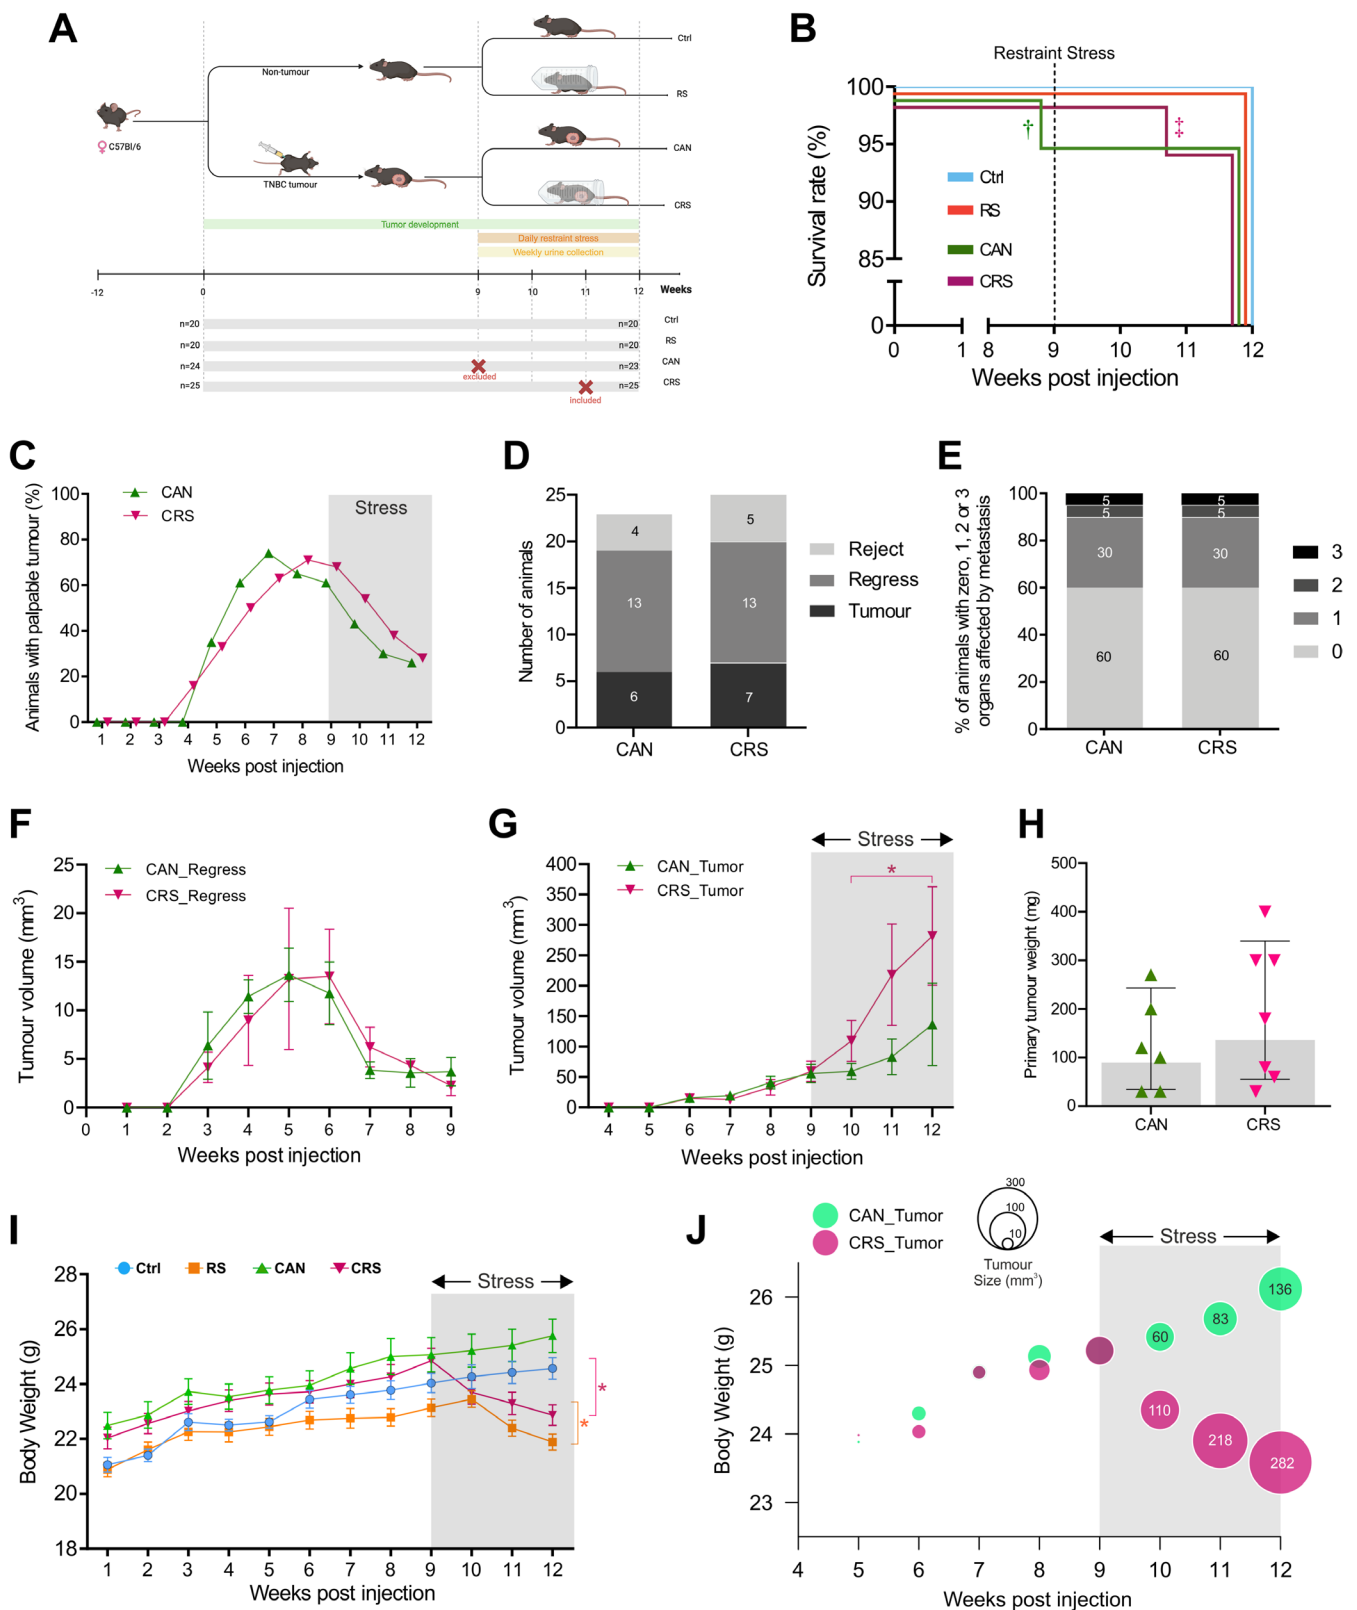 A
Ctrl
Non-tumour
RS
C57Bl/6
CAN
TNBC tumour
CRS
Tumor development
Daily restraint stress
Weekly urine collection
-12 0 9 10 11 12 Weeks
n=20 n=20 Ctrl
n=20 n=20 RS
n=24 n=23 CAN
excluded
n=25 n=25 CRS
included
B
Restraint Stress
Survival rate (%)
100
95
90
85
0
† ‡
Ctrl
RS
CAN
CRS
0 1 8 9 10 11 12
Weeks post injection
C
Animals with palpable tumour (%)
CAN
CRS
Stress
100
80
60
40
20
0
1 2 3 4 5 6 7 8 9 10 11 12
Weeks post injection
D
Number of animals
25
20
15
10
5
0
4 5
13 13
6 7
CAN CRS
Reject
Regress
Tumour
E
% of animals with zero, 1, 2 or 3
organs affected by metastasis
100
80
60
40
20
0
5 5
5 5
30 30
60 60
CAN CRS
3
2
1
0
F
Tumour volume (mm3)
CAN_Regress
CRS_Regress
25
20
15
10
5
0
0 1 2 3 4 5 6 7 8 9
Weeks post injection
G
Stress
Tumour volume (mm3)
CAN_Tumor
CRS_Tumor
*
400
350
300
250
200
150
100
50
0
4 5 6 7 8 9 10 11 12
Weeks post injection
H
Primary tumour weight (mg)
500
400
300
200
100
0
CAN CRS
I
Ctrl RS CAN CRS
Stress
Body Weight (g)
28
26
24
22
20
18
*
*
1 2 3 4 5 6 7 8 9 10 11 12
Weeks post injection
J
CAN_Tumor
CRS_Tumor
300
100
10
Tumour
Size (mm3)
Stress
Body Weight (g)
26
25
24
23
136
83
60
110
218
282
4 5 6 7 8 9 10 11 12
Weeks post injection